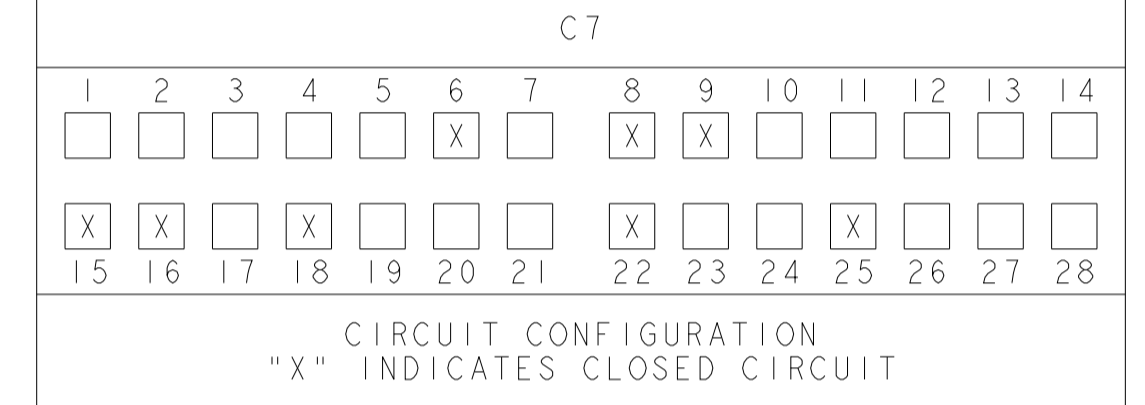 C7
1 2 3 4 5 6 7 8 9 10 11 12 13 14
X X X
X X X X X
15 16 17 18 19 20 21 22 23 24 25 26 27 28
CIRCUIT CONFIGURATION
"X" INDICATES CLOSED CIRCUIT